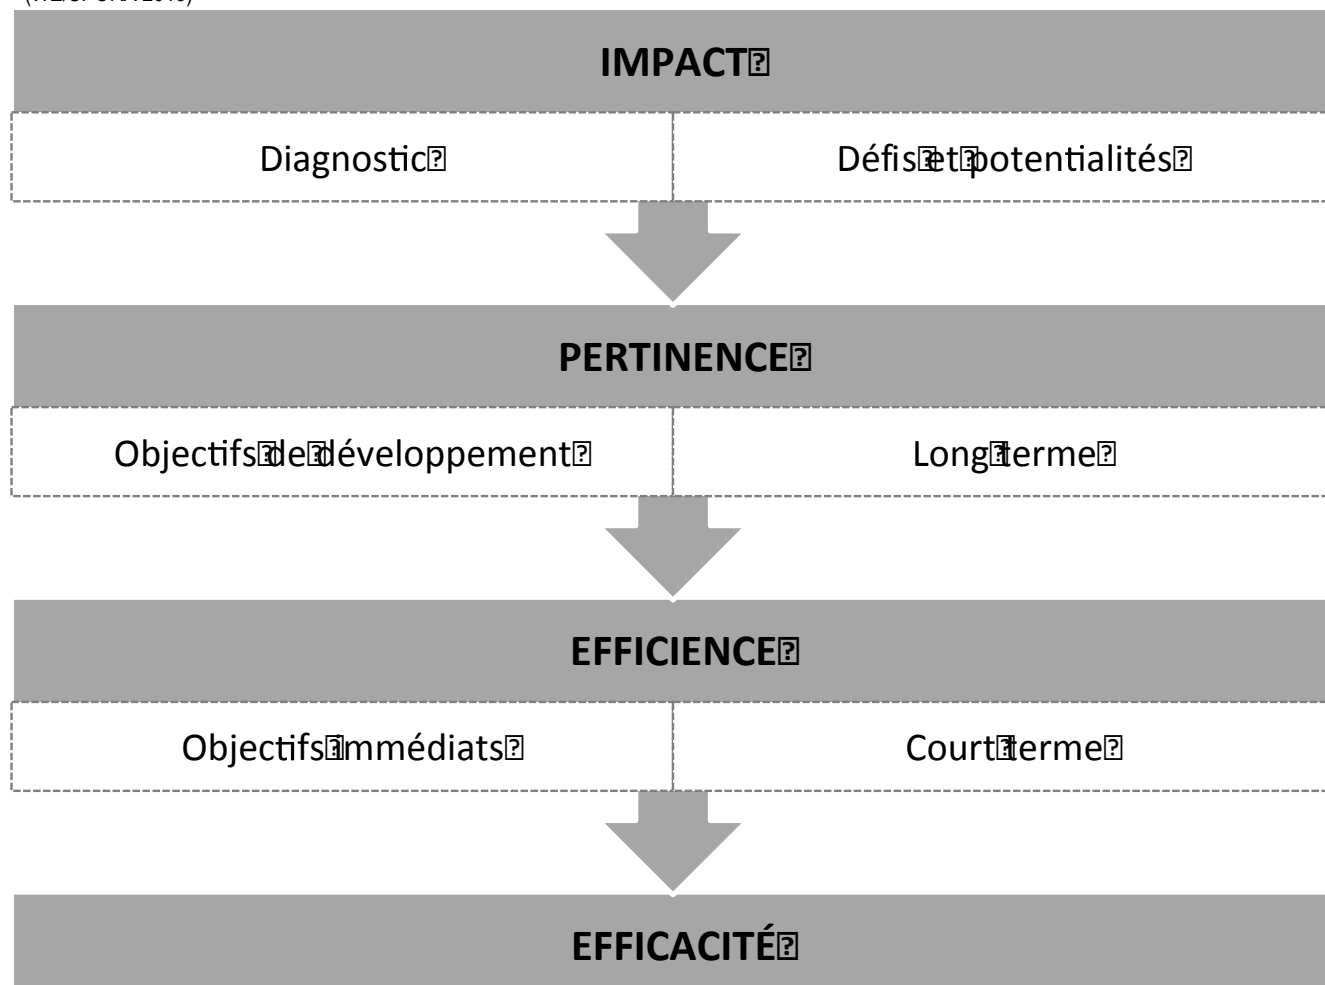 IMPACT
Diagnostic
Défis et potentialités
PERTINENCE
Objectifs de développement
Long terme
EFFICIENCE
Objectifs immédiats
Court terme
EFFICACITÉ